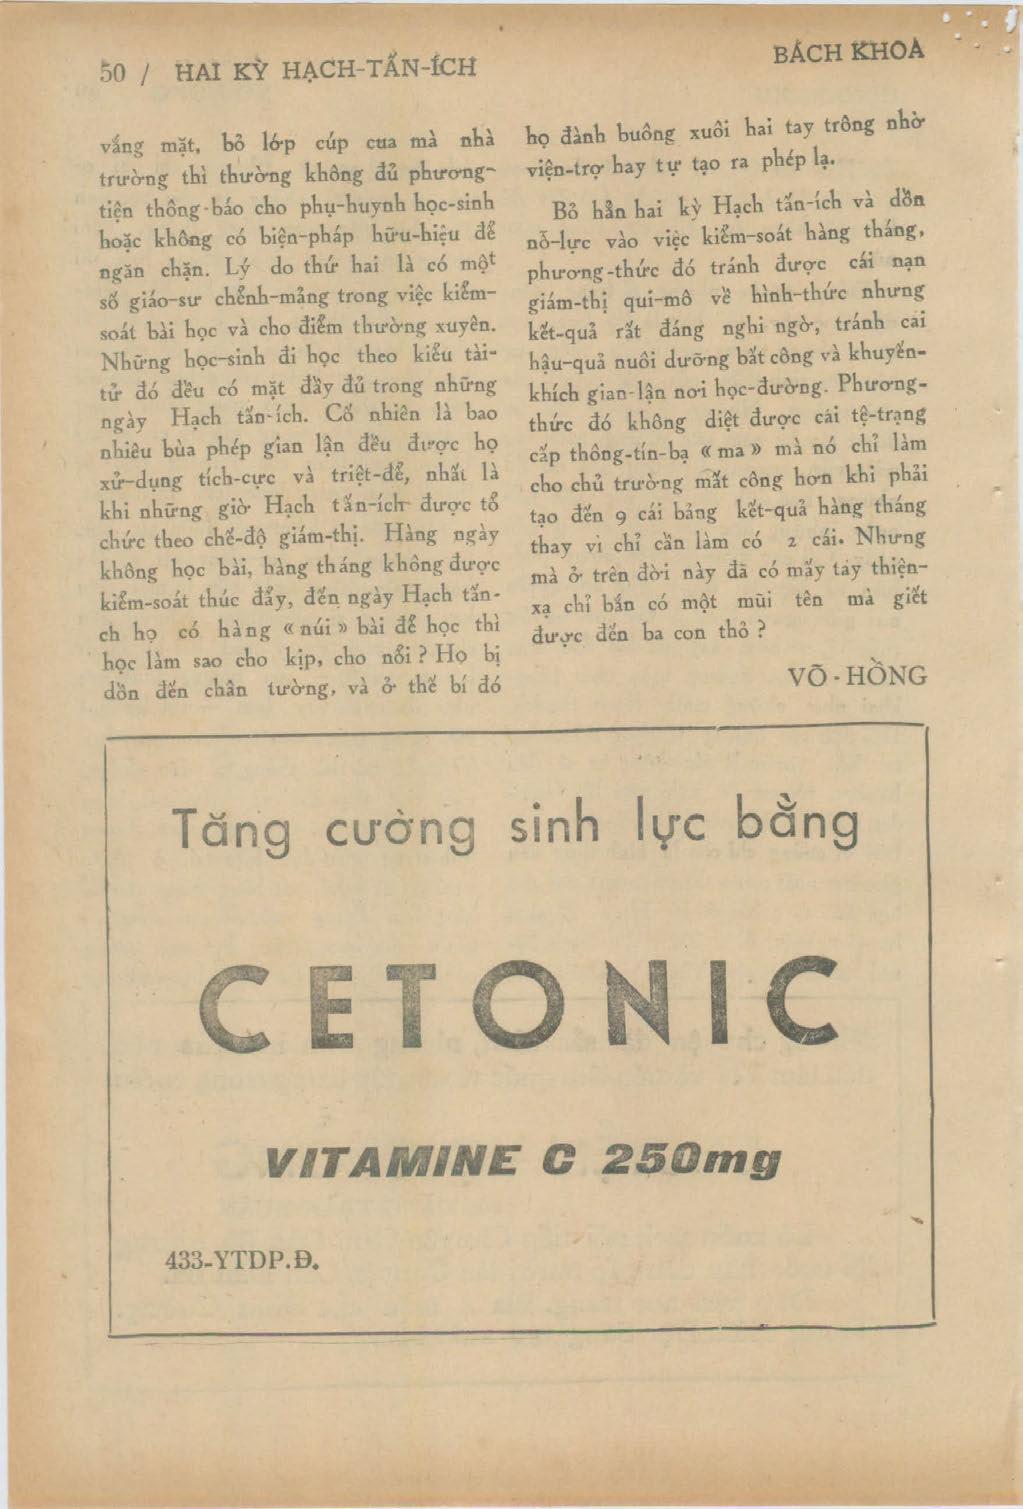 50 / HAI KỲ HẠCH-TẤN-ÍCH
BÁCH KHOA
vắng mặt, bỏ lớp cúp cua mà nhà
trường thì thường không đủ phương-
tiện thông-báo cho phụ-huynh học-sinh
hoặc không có biện-pháp hữu-hiệu để
ngăn chặn. Lý do thứ hai là có một
số giáo-sư chểnh-mảng trong việc kiểm-
soát bài học và cho điểm thường xuyên.
Những học-sinh đi học theo kiểu tài-
tử đó đều có mặt đầy đủ trong những
ngày Hạch tấn-ích. Cố nhiên là bao
nhiêu bùa phép gian lận đều được họ
xử-dụng tích-cực và triệt-để, nhất là
khi những giờ Hạch tấn-ích được tổ
chức theo chế-độ giám-thị. Hàng ngày
không học bài, hàng tháng không được
kiểm-soát thúc đẩy, đến ngày Hạch tấn-
ch họ có hàng « núi » bài để học thì
học làm sao cho kịp, cho nổi ? Họ bị
dồn đến chân tường, và ở thế bí đó
họ đành buông xuôi hai tay trông nhờ
viện-trợ hay tự tạo ra phép lạ.
Bỏ hẳn hai kỳ Hạch tấn-ích và dồn
nỗ-lực vào việc kiểm-soát hàng tháng,
phương-thức đó tránh được cái nạn
giám-thị qui-mô về hình-thức nhưng
kết-quả rất đáng nghi ngờ, tránh cái
hậu-quả nuôi dưỡng bất công và khuyến-
khích gian-lận nơi học-đường. Phương-
thức đó không diệt được cái tệ-trạng
cấp thông-tín-bạ « ma » mà nó chỉ làm
cho chủ trường mất công hơn khi phải
tạo đến 9 cái bảng kết-quả hàng tháng
thay vì chỉ cần làm có 2 cái. Nhưng
mà ở trên đời này đã có mấy tay thiện-
xạ chỉ bắn có một mũi tên mà giết
được đến ba con thỏ ?
VÕ-HỒNG
Tăng cường sinh lực bằng
CETONIC
VITAMINE C 250mg
433-YTDP.Đ.